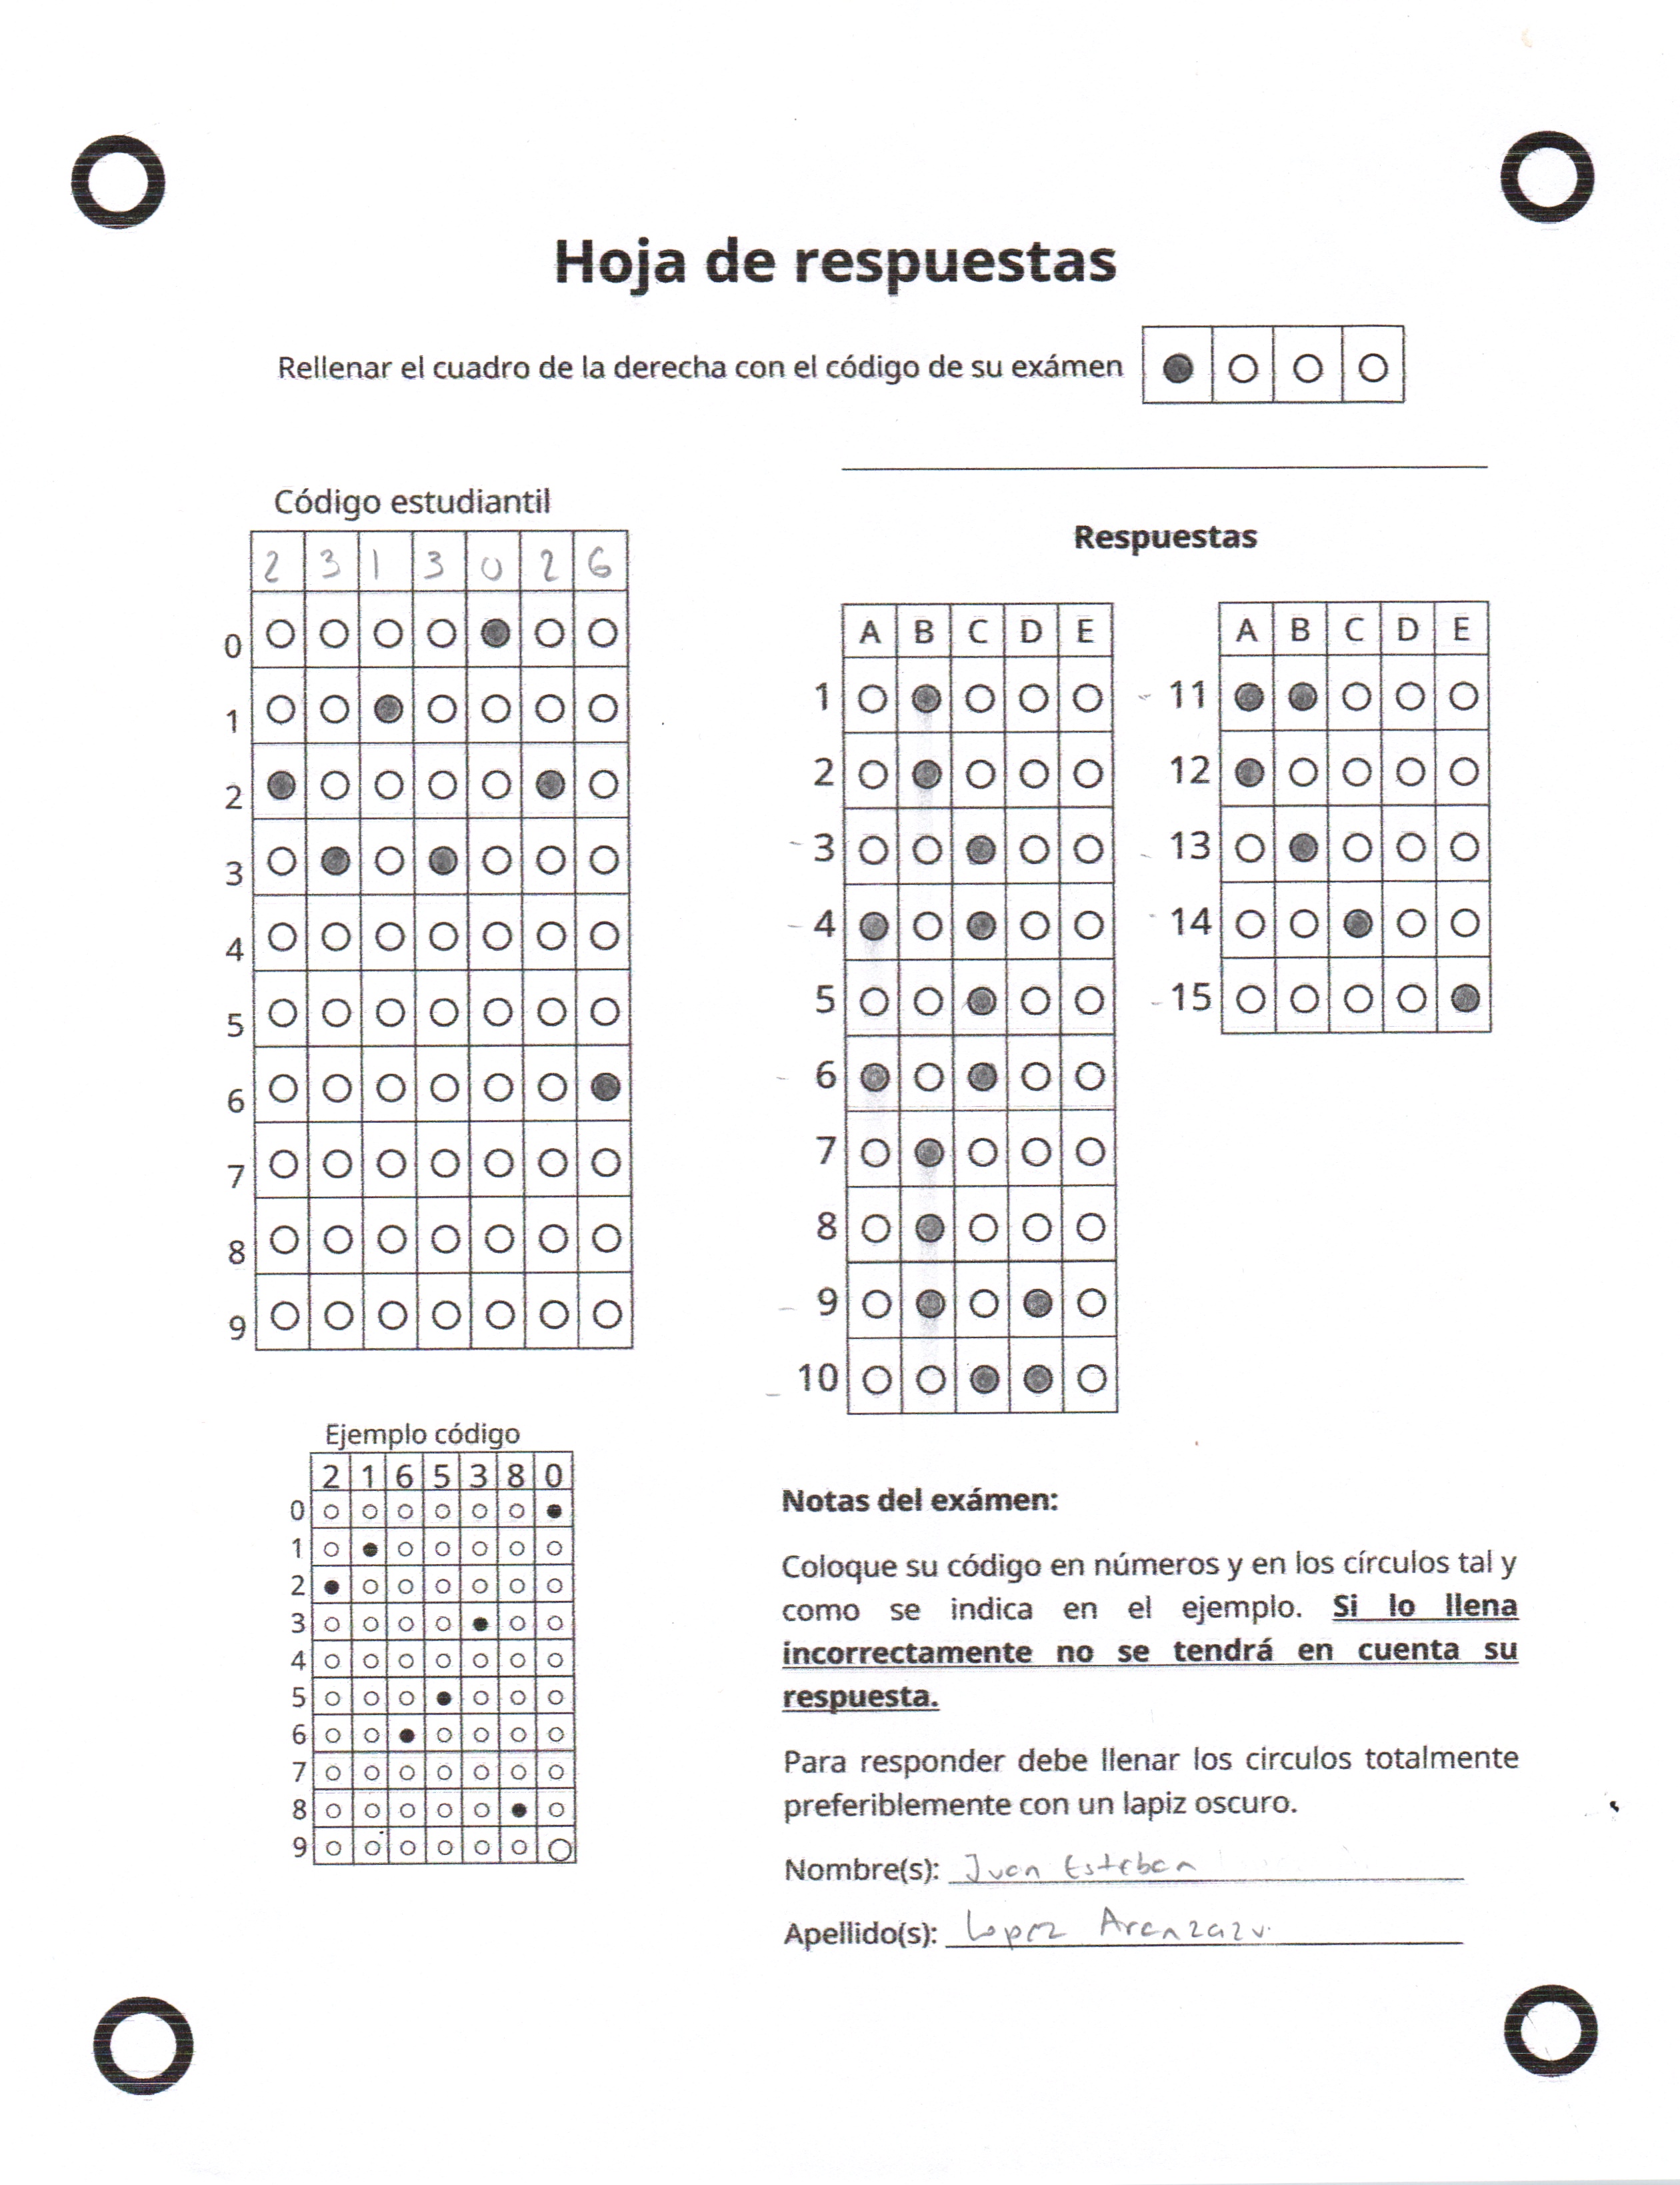 Hoja de respuestas
Rellenar el cuadro de la derecha con el código de su exámen
Código estudiantil
2 3 1 3 0 2 6
0
1
2
3
4
5
6
7
8
9
Respuestas
A B C D E
1
2
3
4
5
6
7
8
9
10
A B C D E
11
12
13
14
15
Ejemplo código
2 1 6 5 3 8 0
0
1
2
3
4
5
6
7
8
9
Notas del exámen:
Coloque su código en números y en los círculos tal y
como se indica en el ejemplo. Si lo llena
incorrectamente no se tendrá en cuenta su
respuesta.
Para responder debe llenar los circulos totalmente
preferiblemente con un lapiz oscuro.
Nombre(s): Juan Esteban
Apellido(s): Lopez Aranzazu